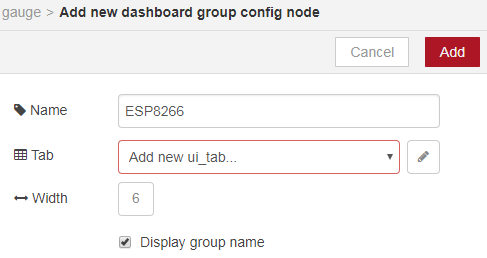 gauge > Add new dashboard group config node
Cancel Add
Name ESP8266
Tab Add new ui_tab...
Width 6
Display group name